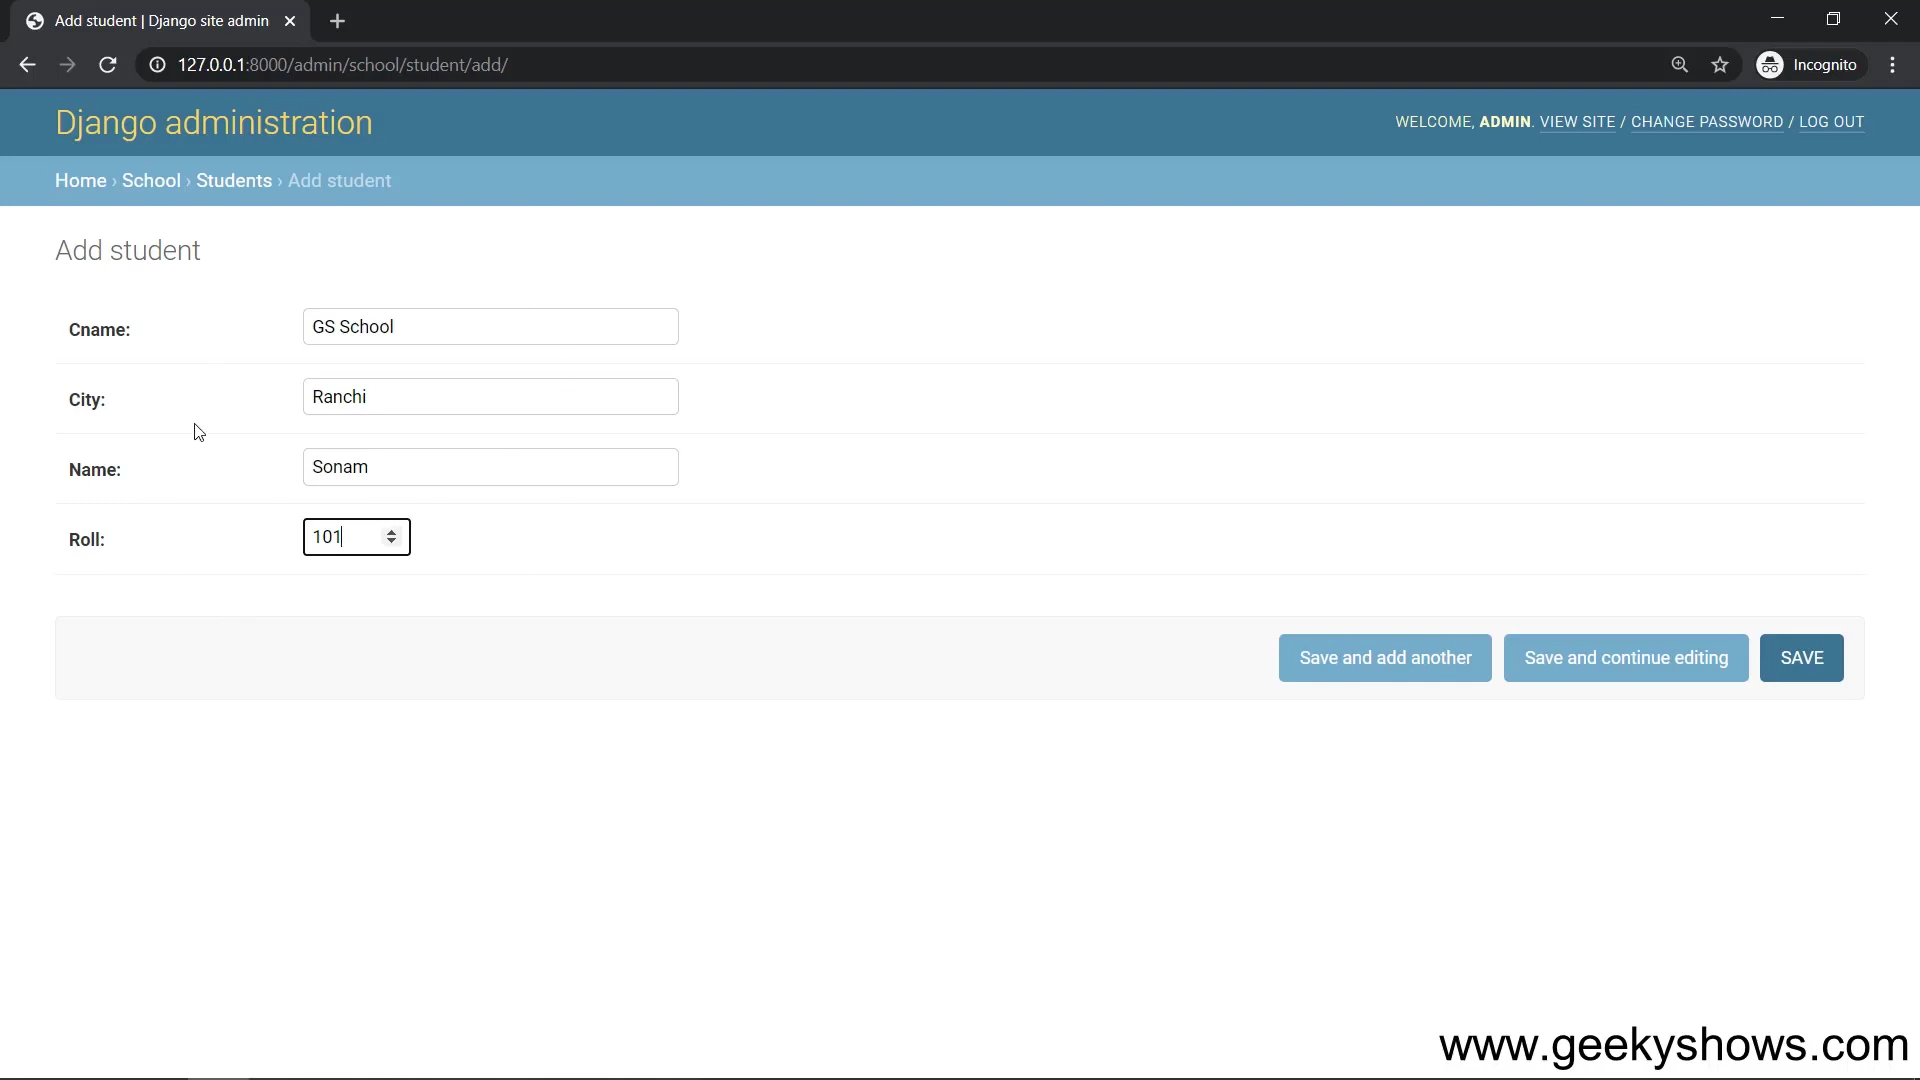 Add student | Django site admin
127.0.0.1:8000/admin/school/student/add/
Incognito
Django administration
WELCOME, ADMIN. VIEW SITE / CHANGE PASSWORD / LOG OUT
Home › School › Students › Add student
Add student
Cname: GS School
City: Ranchi
Name: Sonam
Roll: 101
Save and add another Save and continue editing SAVE
www.geekyshows.com